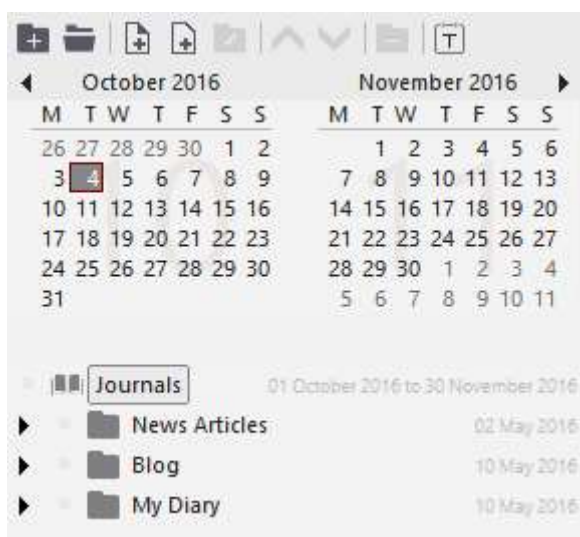 T
October 2016 November 2016
M T W T F S S M T W T F S S
26 27 28 29 30 1 2 1 2 3 4 5 6
3 4 5 6 7 8 9 7 8 9 10 11 12 13
10 11 12 13 14 15 16 14 15 16 17 18 19 20
17 18 19 20 21 22 23 21 22 23 24 25 26 27
24 25 26 27 28 29 30 28 29 30 1 2 3 4
31 5 6 7 8 9 10 11
10 11
Journals 01 October 2016 to 30 November 2016
News Articles 02 May 2016
Blog 10 May 2016
My Diary 10 May 2016